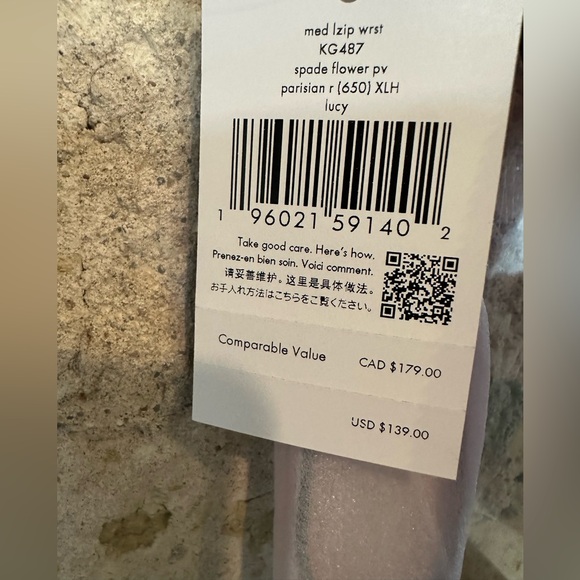 med lzip wrst
KG487
spade flower pv
parisian r (650) XLH
lucy
1 96021 59140 2
Take good care. Here's how.
Prenez-en bien soin. Voici comment.
请妥善维护。这里是具体做法。
お手入れ方法はこちらをご覧ください。
Comparable Value CAD $179.00
USD $139.00